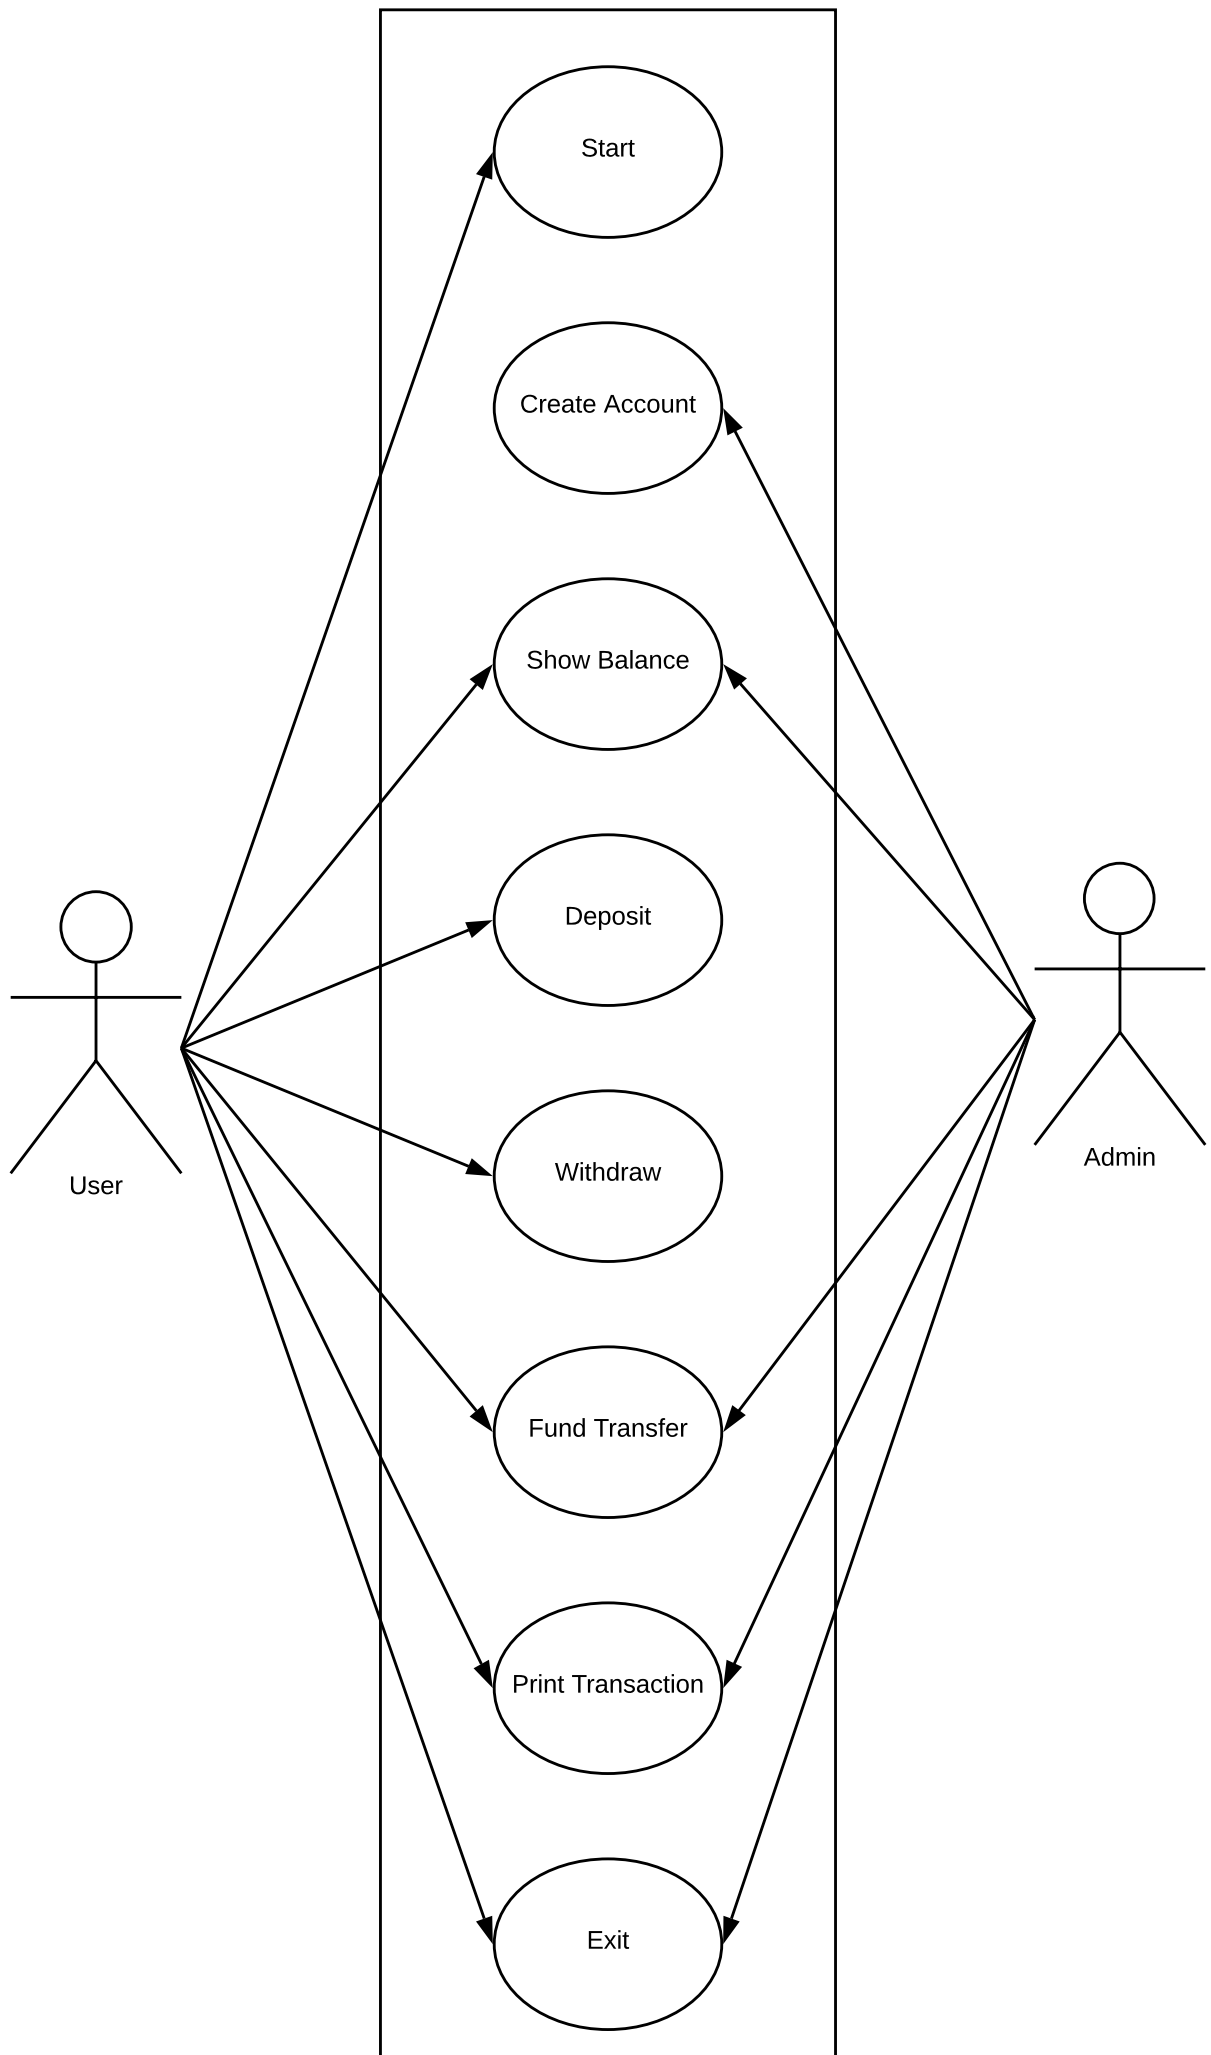 Start
Create Account
Show Balance
Deposit
Withdraw
User
Admin
Fund Transfer
Print Transaction
Exit